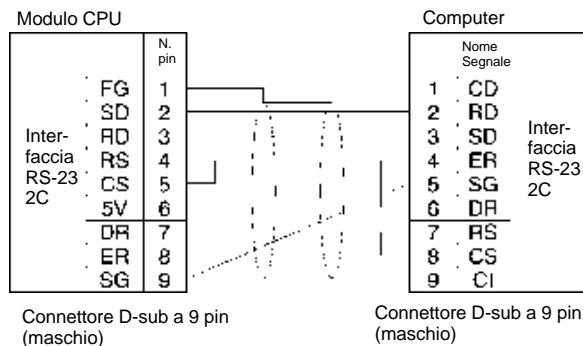 Modulo CPU
Computer
N. pin
Nome Segnale
FG 1
SD 2
RD 3
RS 4
CS 5
5V 6
DR 7
ER 8
SG 9
Inter-
faccia
RS-23
2C
1 CD
2 RD
3 SD
4 ER
5 SG
6 DR
7 RS
8 CS
9 CI
Inter-
faccia
RS-23
2C
Connettore D-sub a 9 pin
(maschio)
Connettore D-sub a 9 pin
(maschio)